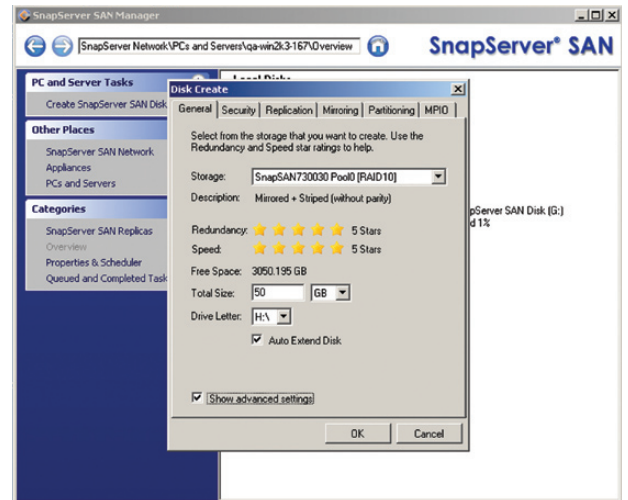 SnapServer SAN Manager
SnapServer Network\PCs and Servers\qa-win2k3-167\Overview
SnapServer® SAN
PC and Server Tasks
Create SnapServer SAN Disk
Other Places
SnapServer SAN Network
Appliances
PCs and Servers
Categories
SnapServer SAN Replicas
Overview
Properties & Scheduler
Queued and Completed Task
Local Disks
Disk Create
General Security Replication Mirroring Partitioning MPIO
Select from the storage that you want to create. Use the
Redundancy and Speed star ratings to help.
Storage: SnapSAN730030 Pool0 [RAID10]
Description: Mirrored + Striped (without parity)
Redundancy: 5 Stars
Speed: 5 Stars
Free Space: 3050.195 GB
Total Size: 50 GB
Drive Letter: H:\
Auto Extend Disk
Show advanced settings
OK Cancel
pServer SAN Disk (G:)
d 1%